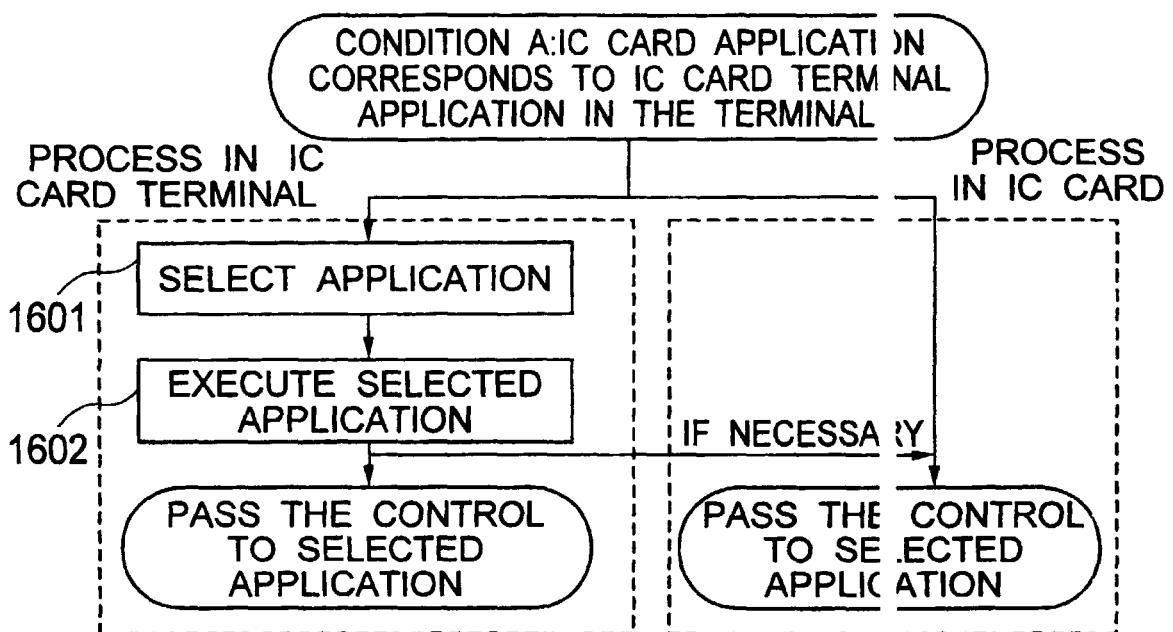 CONDITION A:IC CARD APPLICATION
CORRESPONDS TO IC CARD TERMINAL
APPLICATION IN THE TERMINAL
PROCESS IN IC
CARD TERMINAL
PROCESS
IN IC CARD
SELECT APPLICATION
1601
EXECUTE SELECTED
APPLICATION
1602
IF NECESSARY
PASS THE CONTROL
TO SELECTED
APPLICATION
PASS THE CONTROL
TO SELECTED
APPLICATION